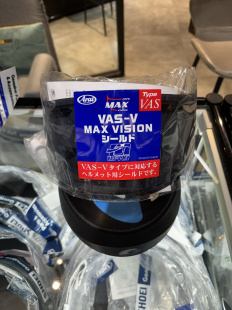 Arai
MAX
Type
VAS
VAS-V
MAX VISION
シールド
VAS-Vタイプに対応する
ヘルメット用シールドです。
SHOEI